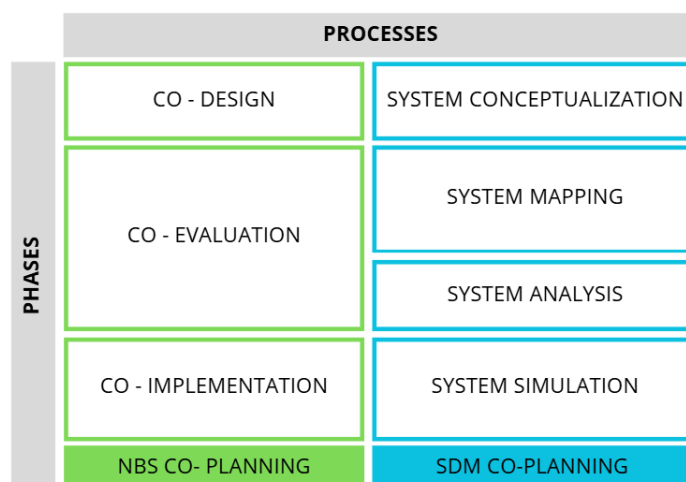 PROCESSES
PHASES
CO - DESIGN
SYSTEM CONCEPTUALIZATION
CO - EVALUATION
SYSTEM MAPPING
SYSTEM ANALYSIS
CO - IMPLEMENTATION
SYSTEM SIMULATION
NBS CO- PLANNING
SDM CO-PLANNING